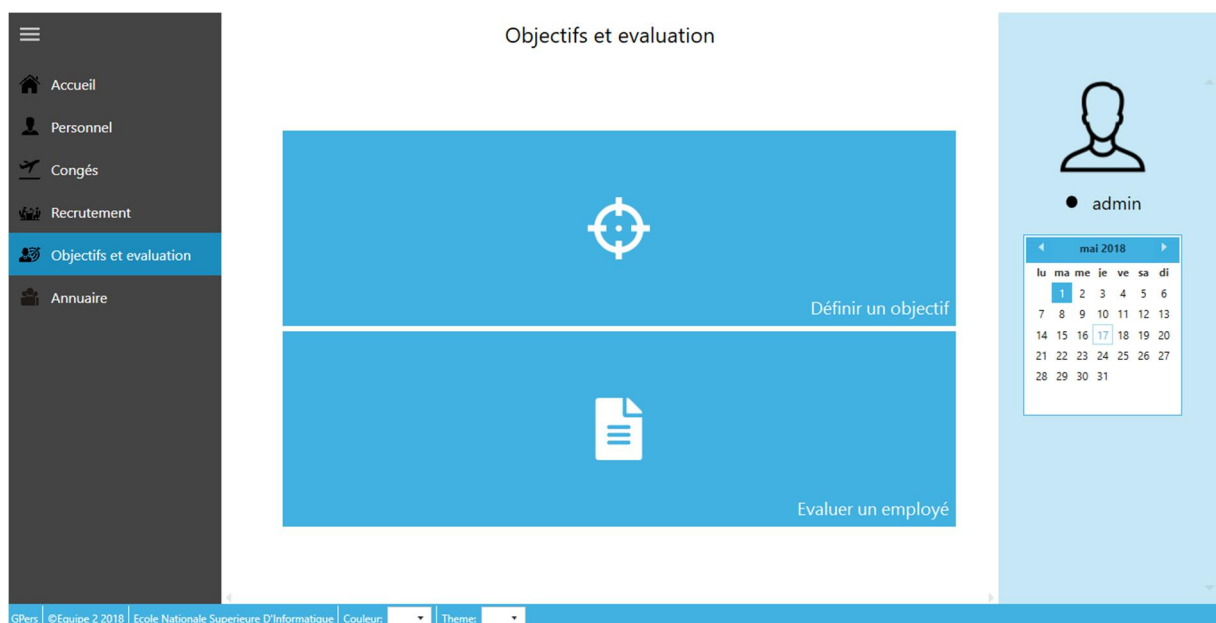 Objectifs et evaluation
Accueil
Personnel
Congés
Recrutement
Objectifs et evaluation
Annuaire
Définir un objectif
Evaluer un employé
admin
mai 2018
lu ma me je ve sa di
1 2 3 4 5 6
7 8 9 10 11 12 13
14 15 16 17 18 19 20
21 22 23 24 25 26 27
28 29 30 31
GPers ©Equipe 2 2018 Ecole Nationale Superieure D'Informatique Couleur: Theme: